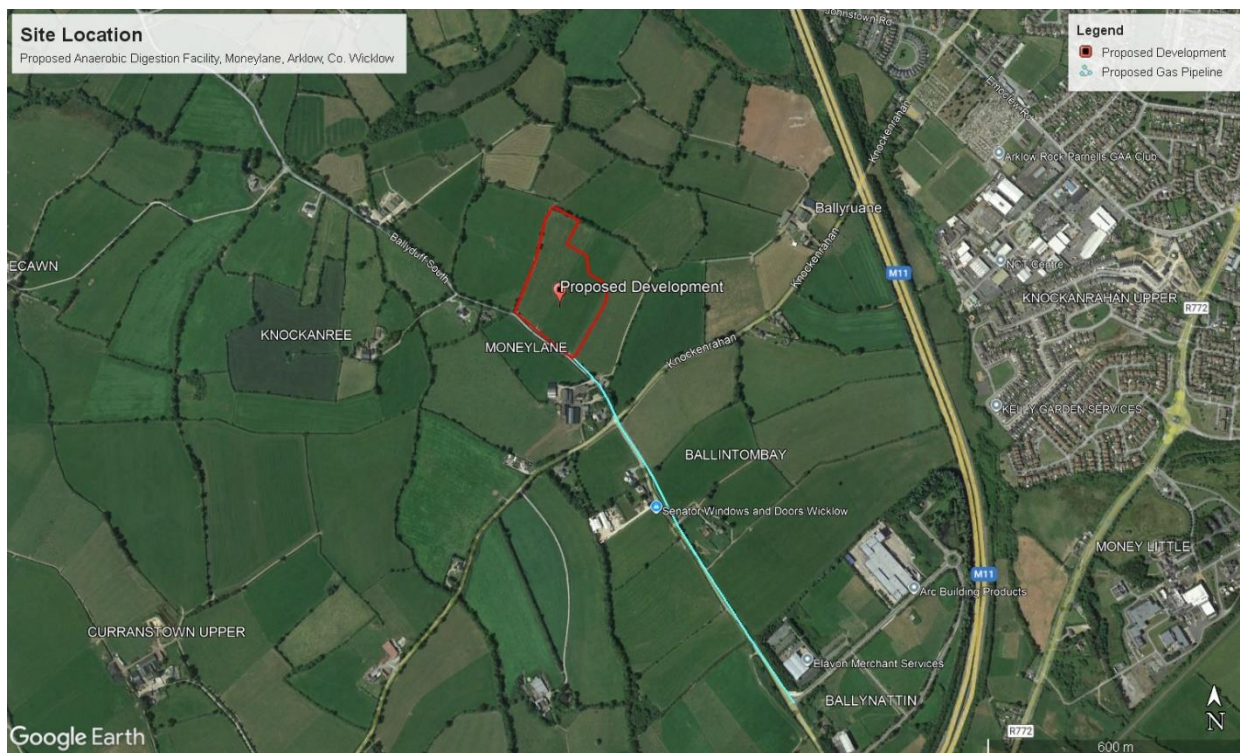 Site Location
Proposed Anaerobic Digestion Facility, Moneylane, Arklow, Co. Wicklow
Legend
Proposed Development
Proposed Gas Pipeline
Johnstown Rd
Emoclew Rd
Knockenrahan
Arklow Rock Parnells GAA Club
Ballyruane
Knockenrahan
Ballyduff South
ECAWN
M11
NCT Centre
KNOCKANRAHAN UPPER
R772
Proposed Development
KNOCKANREE
MONEYLANE
Knockenrahan
KELLY GARDEN SERVICES
BALLINTOMBAY
Senator Windows and Doors Wicklow
MONEY LITTLE
M11
Arc Building Products
CURRANSTOWN UPPER
Elavon Merchant Services
BALLYNATTIN
N
R772
Google Earth
600 m